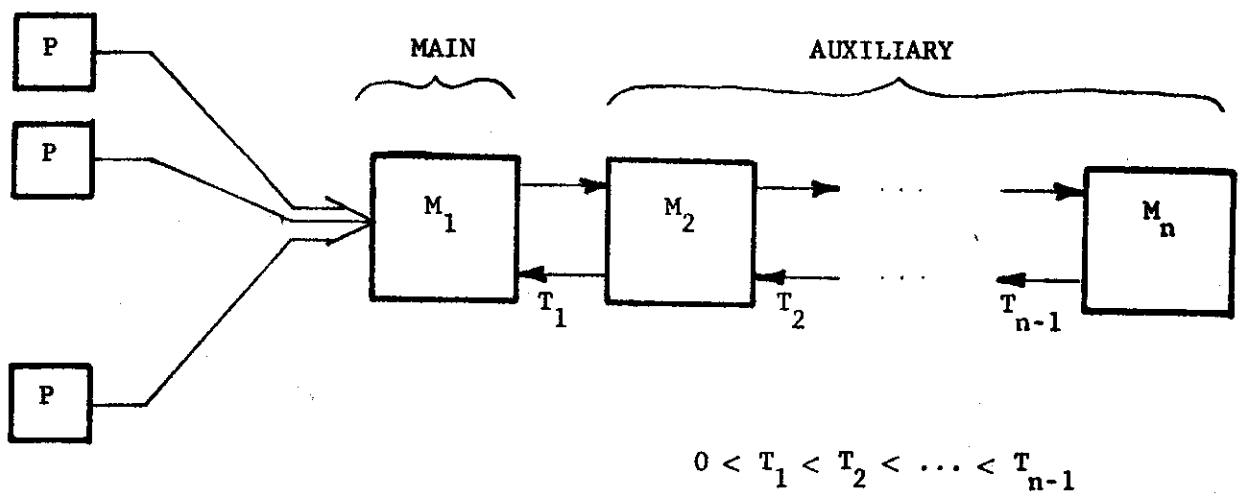 P
MAIN
AUXILIARY
P
M₁
M₂
. . .
Mₙ
. . .
T₁
T₂
Tₙ₋₁
P
0 < T₁ < T₂ < ... < Tₙ₋₁